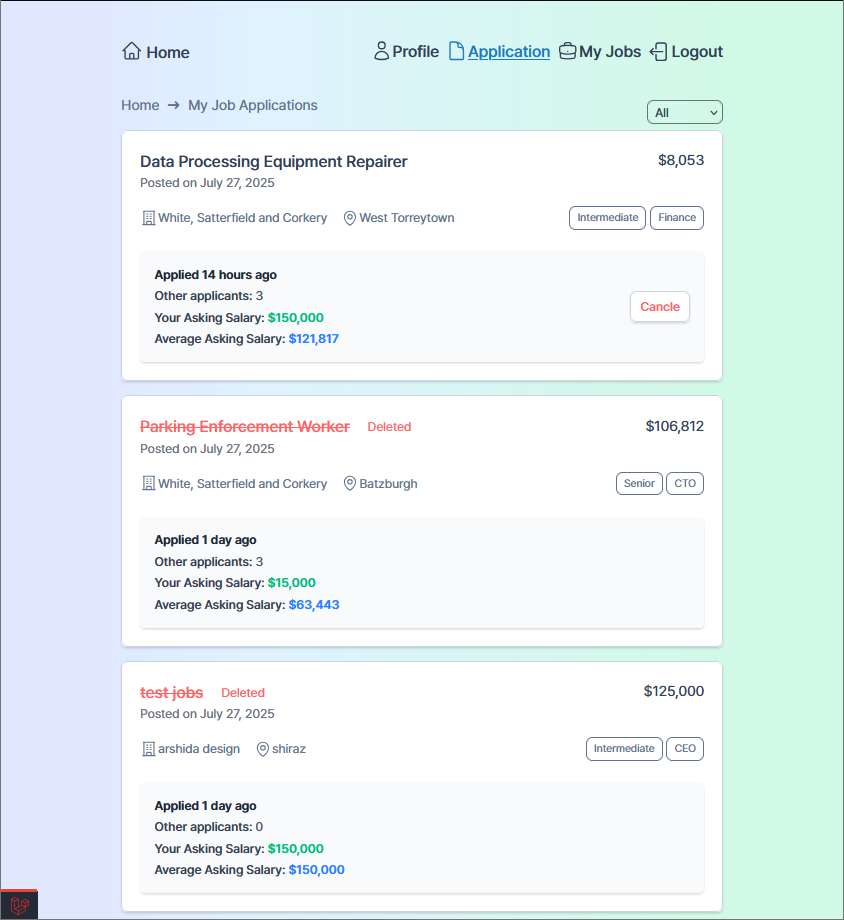 Home
Profile Application My Jobs Logout
Home → My Job Applications
All
Data Processing Equipment Repairer $8,053
Posted on July 27, 2025
White, Satterfield and Corkery West Torreytown Intermediate Finance
Applied 14 hours ago
Other applicants: 3
Your Asking Salary: $150,000
Average Asking Salary: $121,817
Cancle
Parking Enforcement Worker Deleted $106,812
Posted on July 27, 2025
White, Satterfield and Corkery Batzburgh Senior CTO
Applied 1 day ago
Other applicants: 3
Your Asking Salary: $15,000
Average Asking Salary: $63,443
test jobs Deleted $125,000
Posted on July 27, 2025
arshida design shiraz Intermediate CEO
Applied 1 day ago
Other applicants: 0
Your Asking Salary: $150,000
Average Asking Salary: $150,000